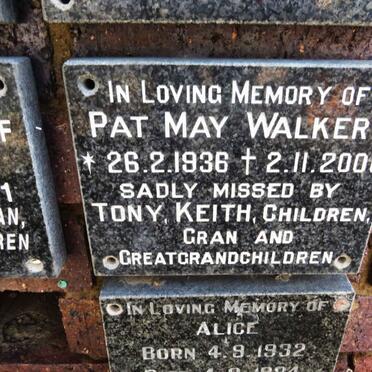 IN LOVING MEMORY OF
PAT MAY WALKER
* 26.2.1936 † 2.11.200
SADLY MISSED BY
TONY, KEITH, CHILDREN,
GRAN AND
GREATGRANDCHILDREN
IN LOVING MEMORY OF
ALICE
BORN 4.9.1932